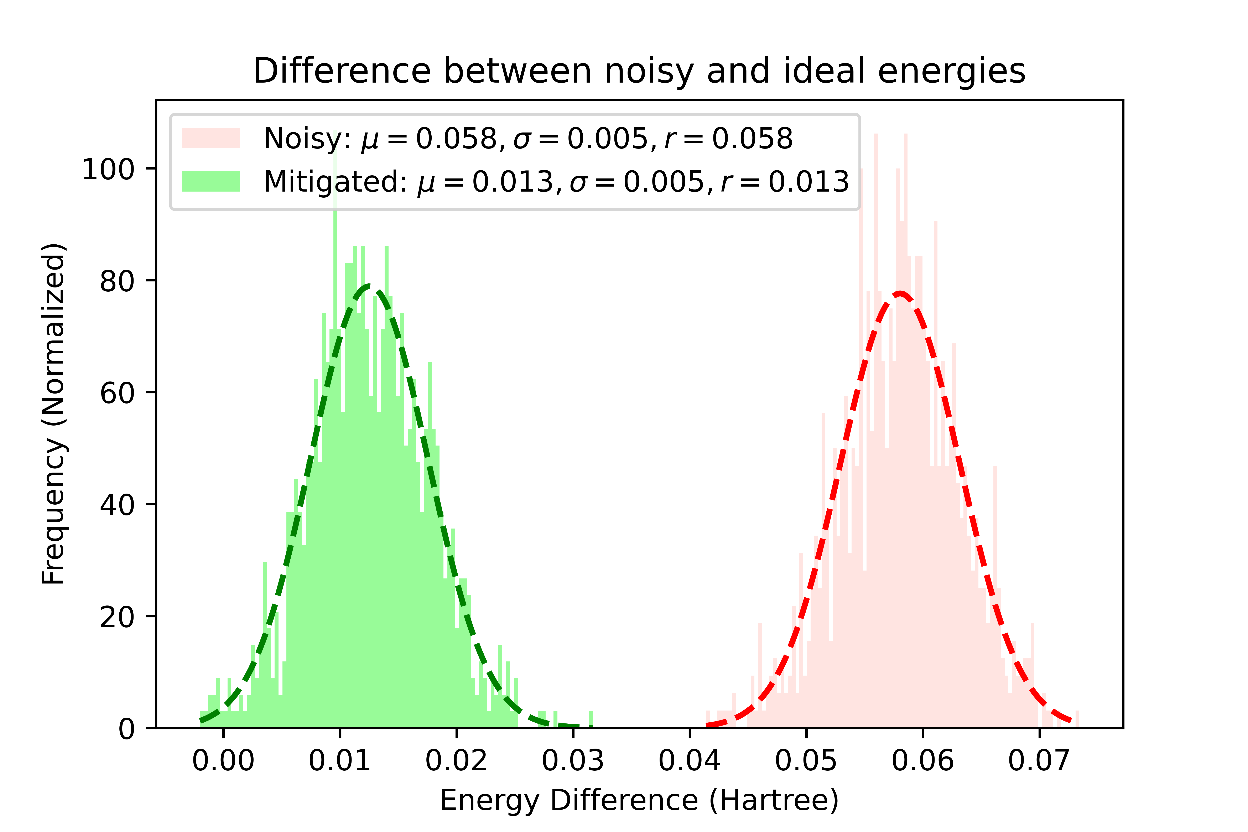 Difference between noisy and ideal energies
Noisy: μ = 0.058, σ = 0.005, r = 0.058
Mitigated: μ = 0.013, σ = 0.005, r = 0.013
Frequency (Normalized)
100
80
60
40
20
0
0.00 0.01 0.02 0.03 0.04 0.05 0.06 0.07
Energy Difference (Hartree)